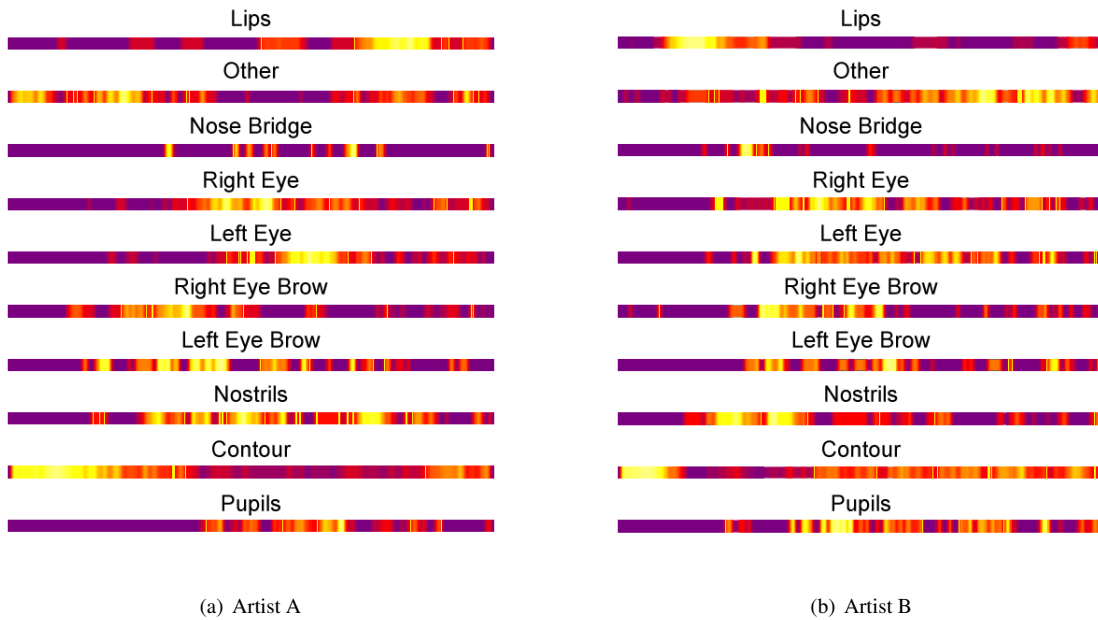 Lips
Other
Nose Bridge
Right Eye
Left Eye
Right Eye Brow
Left Eye Brow
Nostrils
Contour
Pupils
(a) Artist A
Lips
Other
Nose Bridge
Right Eye
Left Eye
Right Eye Brow
Left Eye Brow
Nostrils
Contour
Pupils
(b) Artist B